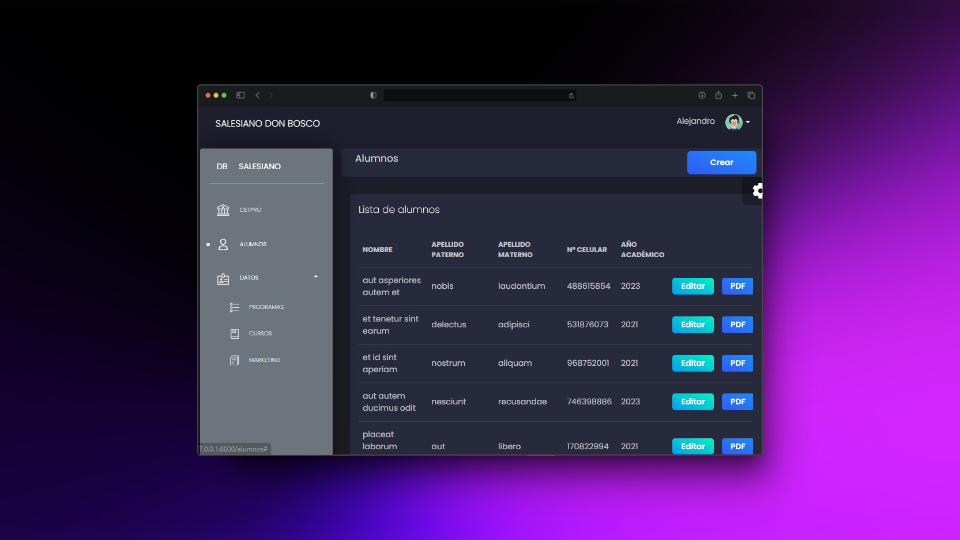 SALESIANO DON BOSCO
Alejandro
DB SALESIANO
CETPRO
ALUMNOS
DATOS
PROGRAMAS
CURSOS
MARKETING
Alumnos
Crear
Lista de alumnos
NOMBRE APELLIDO PATERNO APELLIDO MATERNO Nº CELULAR AÑO ACADÉMICO
aut asperiores autem et nobis laudantium 488615854 2023 Editar PDF
et tenetur sint earum delectus adipisci 531876073 2021 Editar PDF
et id sint aperiam nostrum aliquam 968752001 2021 Editar PDF
aut autem ducimus odit nesciunt recusandae 746398886 2023 Editar PDF
placeat laborum aut libero 170822994 2021 Editar PDF
7.0.0.1:8000/alumnos#